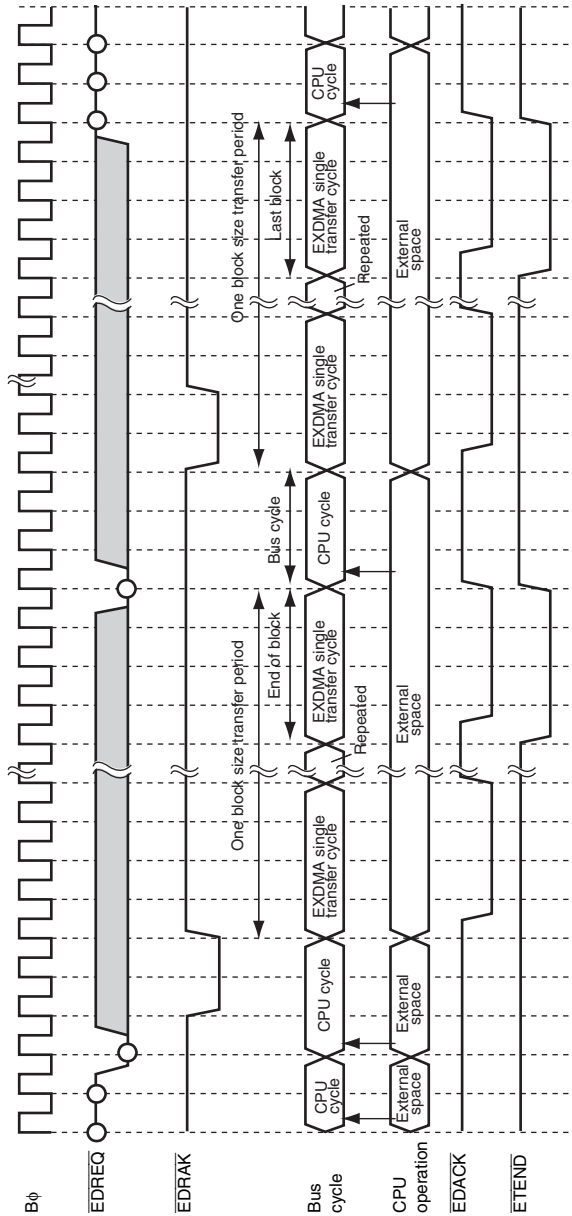 Bφ
EDREQ
EDRAK
One block size transfer period
One block size transfer period
End of block
Bus cycle
Last block
Bus
cycle
CPU
cycle
CPU cycle
EXDMA single
transfer cycle
Repeated
EXDMA single
transfer cycle
CPU cycle
EXDMA single
transfer cycle
Repeated
EXDMA single
transfer cycle
CPU
cycle
CPU
operation
External
space
External
space
External
space
External
space
EDACK
ETEND